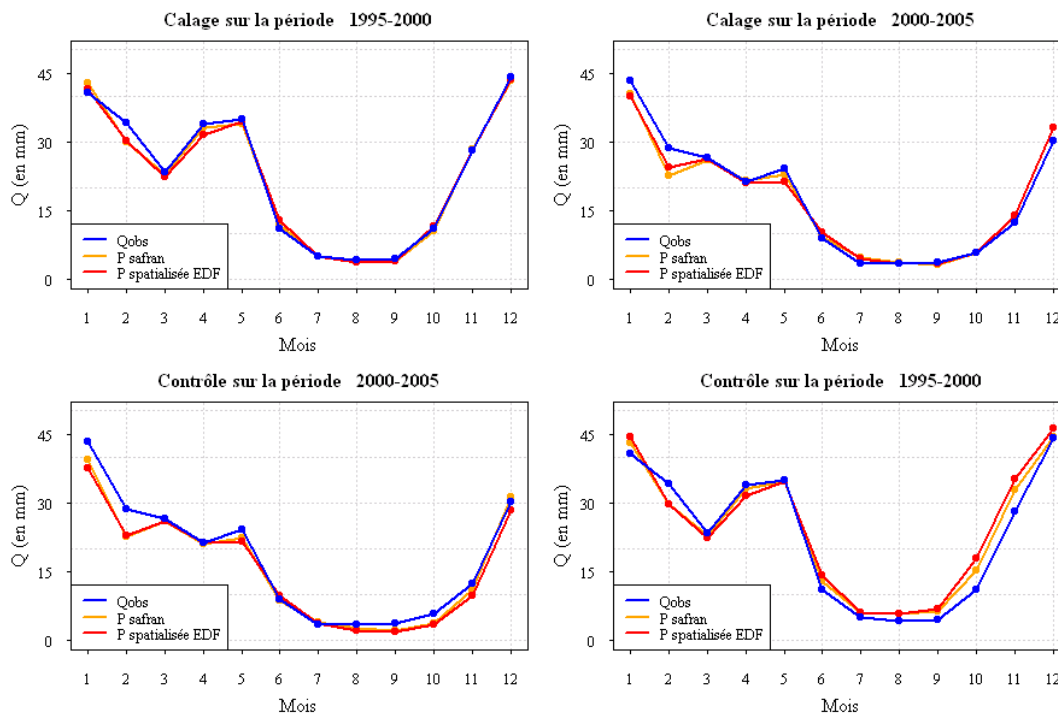 Calage sur la période 1995-2000
Q (en mm)
45
30
15
0
Qobs
P safran
P spatialisée EDF
1 2 3 4 5 6 7 8 9 10 11 12
Mois
Calage sur la période 2000-2005
Q (en mm)
45
30
15
0
Qobs
P safran
P spatialisée EDF
1 2 3 4 5 6 7 8 9 10 11 12
Mois
Contrôle sur la période 2000-2005
Q (en mm)
45
30
15
0
Qobs
P safran
P spatialisée EDF
1 2 3 4 5 6 7 8 9 10 11 12
Mois
Contrôle sur la période 1995-2000
Q (en mm)
45
30
15
0
Qobs
P safran
P spatialisée EDF
1 2 3 4 5 6 7 8 9 10 11 12
Mois